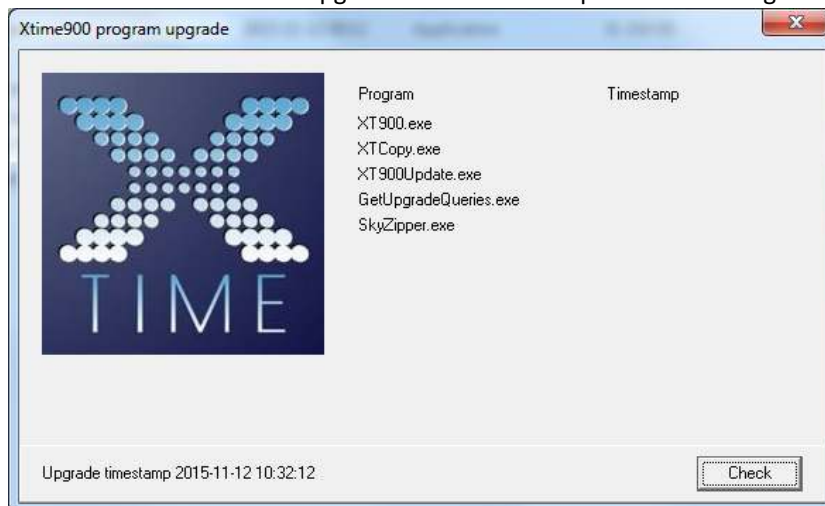 Xtime900 program upgrade
Program Timestamp
XT900.exe
XTCopy.exe
XT900Update.exe
GetUpgradeQueries.exe
SkyZipper.exe
TIME
Upgrade timestamp 2015-11-12 10:32:12
Check